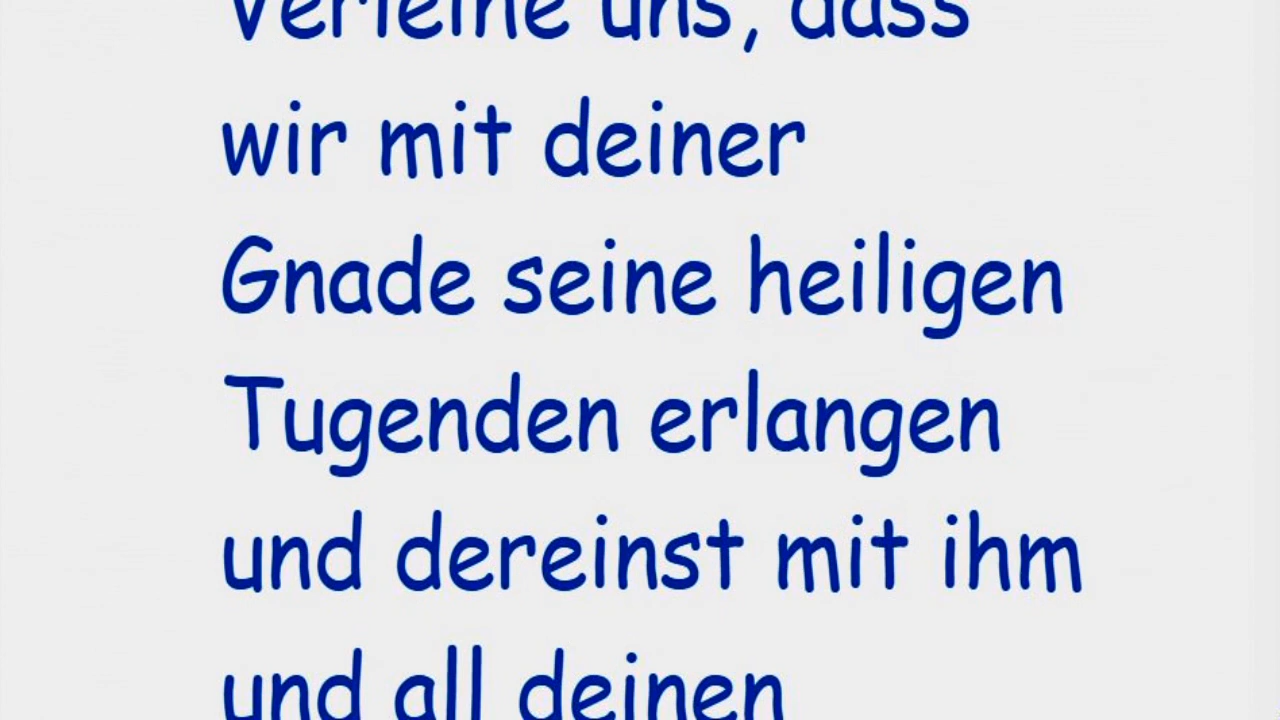 Verleihe uns, dass
wir mit deiner
Gnade seine heiligen
Tugenden erlangen
und dereinst mit ihm
und all deinen